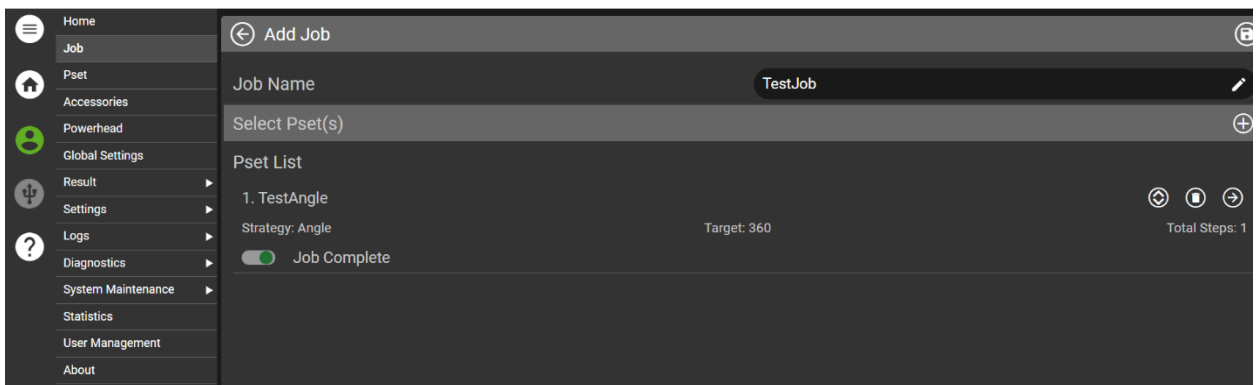 Home
Job
Pset
Accessories
Powerhead
Global Settings
Result
Settings
Logs
Diagnostics
System Maintenance
Statistics
User Management
About
Add Job
Job Name TestJob
Select Pset(s)
Pset List
1. TestAngle
Strategy: Angle Target: 360 Total Steps: 1
Job Complete